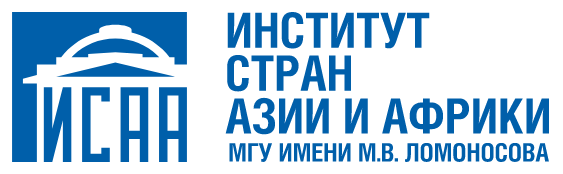 ИСАА
ИНСТИТУТ
СТРАН
АЗИИ И АФРИКИ
МГУ ИМЕНИ М.В. ЛОМОНОСОВА